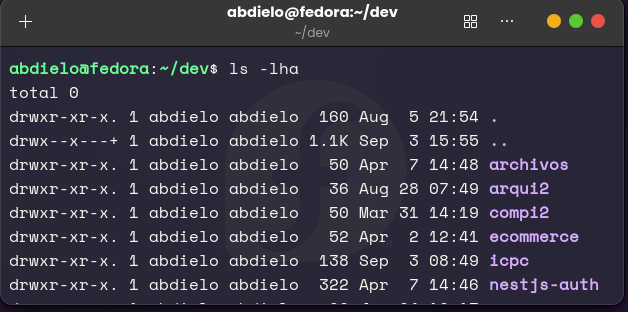 abdielo@fedora:~/dev
~/dev
abdielo@fedora:~/dev$ ls -lha
total 0
drwxr-xr-x. 1 abdielo abdielo  160 Aug  5 21:54 .
drwx--x---+ 1 abdielo abdielo 1.1K Sep  3 15:55 ..
drwxr-xr-x. 1 abdielo abdielo   50 Apr  7 14:48 archivos
drwxr-xr-x. 1 abdielo abdielo   36 Aug 28 07:49 arqui2
drwxr-xr-x. 1 abdielo abdielo   50 Mar 31 14:19 compi2
drwxr-xr-x. 1 abdielo abdielo   52 Apr  2 12:41 ecommerce
drwxr-xr-x. 1 abdielo abdielo  138 Sep  3 08:49 icpc
drwxr-xr-x. 1 abdielo abdielo  322 Apr  7 14:46 nestjs-auth